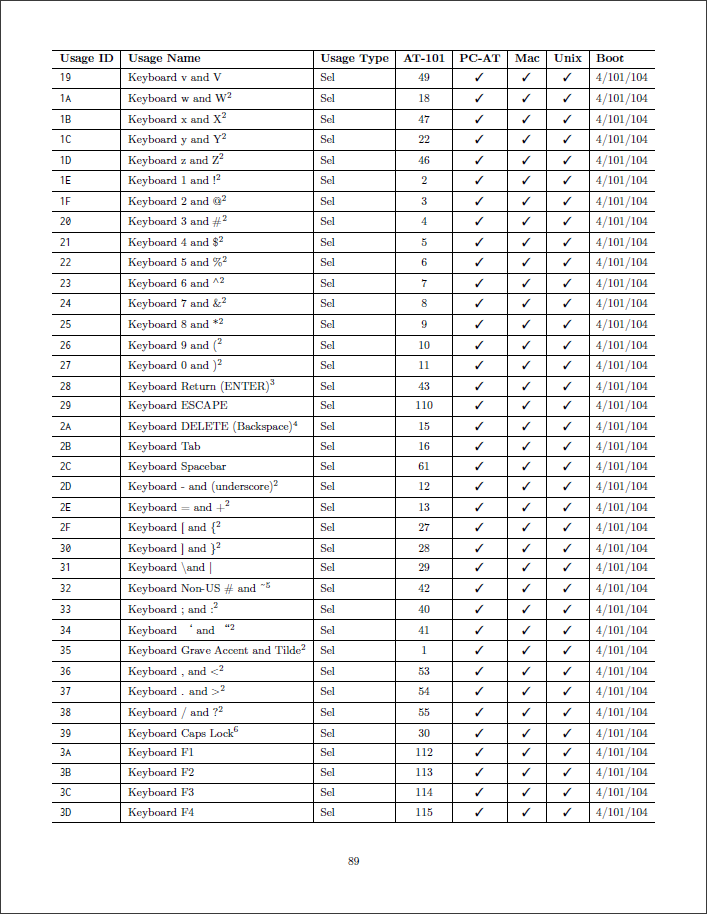 Usage ID Usage Name Usage Type AT-101 PC-AT Mac Unix Boot
19 Keyboard v and V Sel 49 ✓ ✓ ✓ 4/101/104
1A Keyboard w and W² Sel 18 ✓ ✓ ✓ 4/101/104
1B Keyboard x and X² Sel 47 ✓ ✓ ✓ 4/101/104
1C Keyboard y and Y² Sel 22 ✓ ✓ ✓ 4/101/104
1D Keyboard z and Z² Sel 46 ✓ ✓ ✓ 4/101/104
1E Keyboard 1 and !² Sel 2 ✓ ✓ ✓ 4/101/104
1F Keyboard 2 and @² Sel 3 ✓ ✓ ✓ 4/101/104
20 Keyboard 3 and #² Sel 4 ✓ ✓ ✓ 4/101/104
21 Keyboard 4 and $² Sel 5 ✓ ✓ ✓ 4/101/104
22 Keyboard 5 and %² Sel 6 ✓ ✓ ✓ 4/101/104
23 Keyboard 6 and ^² Sel 7 ✓ ✓ ✓ 4/101/104
24 Keyboard 7 and &² Sel 8 ✓ ✓ ✓ 4/101/104
25 Keyboard 8 and *² Sel 9 ✓ ✓ ✓ 4/101/104
26 Keyboard 9 and (² Sel 10 ✓ ✓ ✓ 4/101/104
27 Keyboard 0 and )² Sel 11 ✓ ✓ ✓ 4/101/104
28 Keyboard Return (ENTER)³ Sel 43 ✓ ✓ ✓ 4/101/104
29 Keyboard ESCAPE Sel 110 ✓ ✓ ✓ 4/101/104
2A Keyboard DELETE (Backspace)⁴ Sel 15 ✓ ✓ ✓ 4/101/104
2B Keyboard Tab Sel 16 ✓ ✓ ✓ 4/101/104
2C Keyboard Spacebar Sel 61 ✓ ✓ ✓ 4/101/104
2D Keyboard - and (underscore)² Sel 12 ✓ ✓ ✓ 4/101/104
2E Keyboard = and +² Sel 13 ✓ ✓ ✓ 4/101/104
2F Keyboard [ and {² Sel 27 ✓ ✓ ✓ 4/101/104
30 Keyboard ] and }² Sel 28 ✓ ✓ ✓ 4/101/104
31 Keyboard \and | Sel 29 ✓ ✓ ✓ 4/101/104
32 Keyboard Non-US # and ~⁵ Sel 42 ✓ ✓ ✓ 4/101/104
33 Keyboard ; and :² Sel 40 ✓ ✓ ✓ 4/101/104
34 Keyboard ‘ and “² Sel 41 ✓ ✓ ✓ 4/101/104
35 Keyboard Grave Accent and Tilde² Sel 1 ✓ ✓ ✓ 4/101/104
36 Keyboard , and <² Sel 53 ✓ ✓ ✓ 4/101/104
37 Keyboard . and >² Sel 54 ✓ ✓ ✓ 4/101/104
38 Keyboard / and ?² Sel 55 ✓ ✓ ✓ 4/101/104
39 Keyboard Caps Lock⁶ Sel 30 ✓ ✓ ✓ 4/101/104
3A Keyboard F1 Sel 112 ✓ ✓ ✓ 4/101/104
3B Keyboard F2 Sel 113 ✓ ✓ ✓ 4/101/104
3C Keyboard F3 Sel 114 ✓ ✓ ✓ 4/101/104
3D Keyboard F4 Sel 115 ✓ ✓ ✓ 4/101/104
89